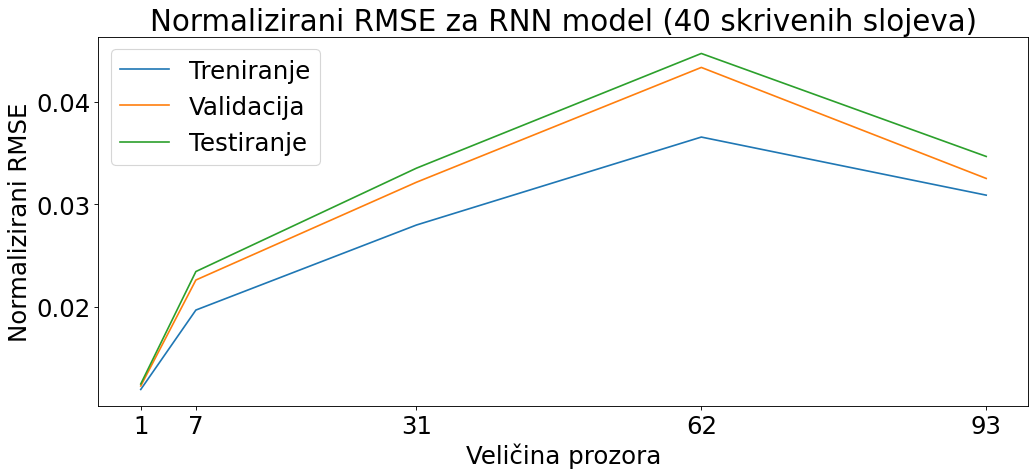 Normalizirani RMSE za RNN model (40 skrivenih slojeva)
Treniranje
Validacija
Testiranje
Normalizirani RMSE
0.04
0.03
0.02
1 7 31 62 93
Veličina prozora